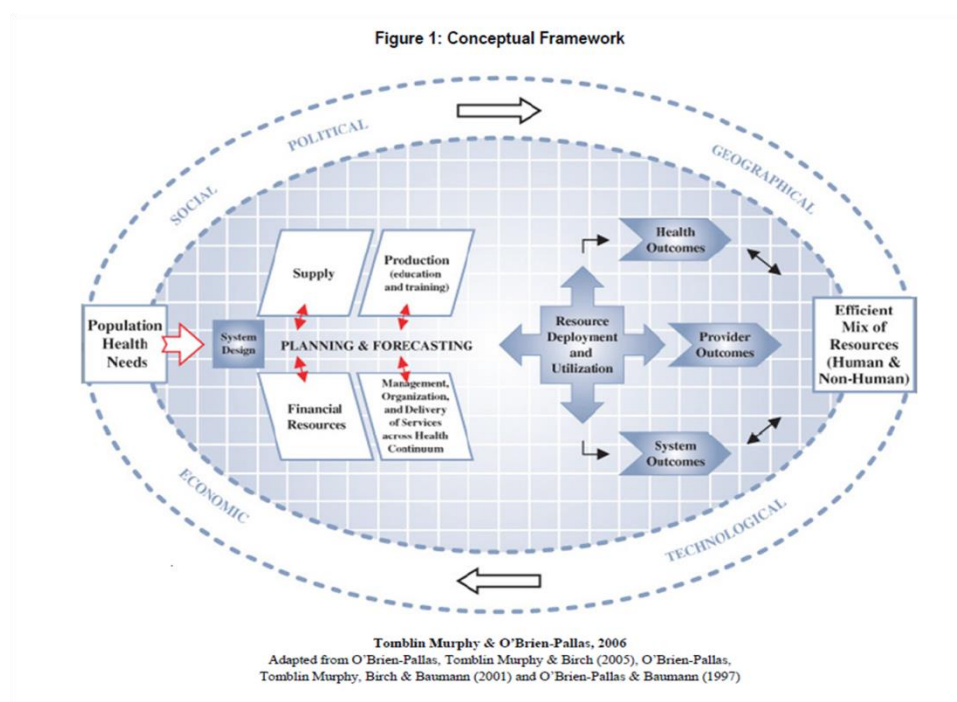 Figure 1: Conceptual Framework
POLITICAL
SOCIAL
GEOGRAPHICAL
Supply
Production
(education
and training)
Health
Outcomes
Population
Health
Needs
System
Design
PLANNING & FORECASTING
Resource
Deployment
and
Utilization
Provider
Outcomes
Efficient
Mix of
Resources
(Human &
Non-Human)
Financial
Resources
Management,
Organization,
and Delivery
of Services
across Health
Continuum
System
Outcomes
ECONOMIC
TECHNOLOGICAL
Tomblin Murphy & O'Brien-Pallas, 2006
Adapted from O'Brien-Pallas, Tomblin Murphy & Birch (2005), O'Brien-Pallas,
Tomblin Murphy, Birch & Baumann (2001) and O'Brien-Pallas & Baumann (1997)